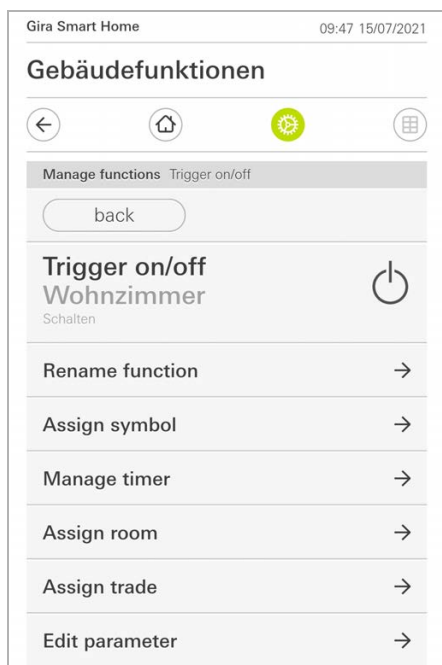 Gira Smart Home 09:47 15/07/2021
Gebäudefunktionen
Manage functions Trigger on/off
back
Trigger on/off
Wohnzimmer
Schalten
Rename function
Assign symbol
Manage timer
Assign room
Assign trade
Edit parameter